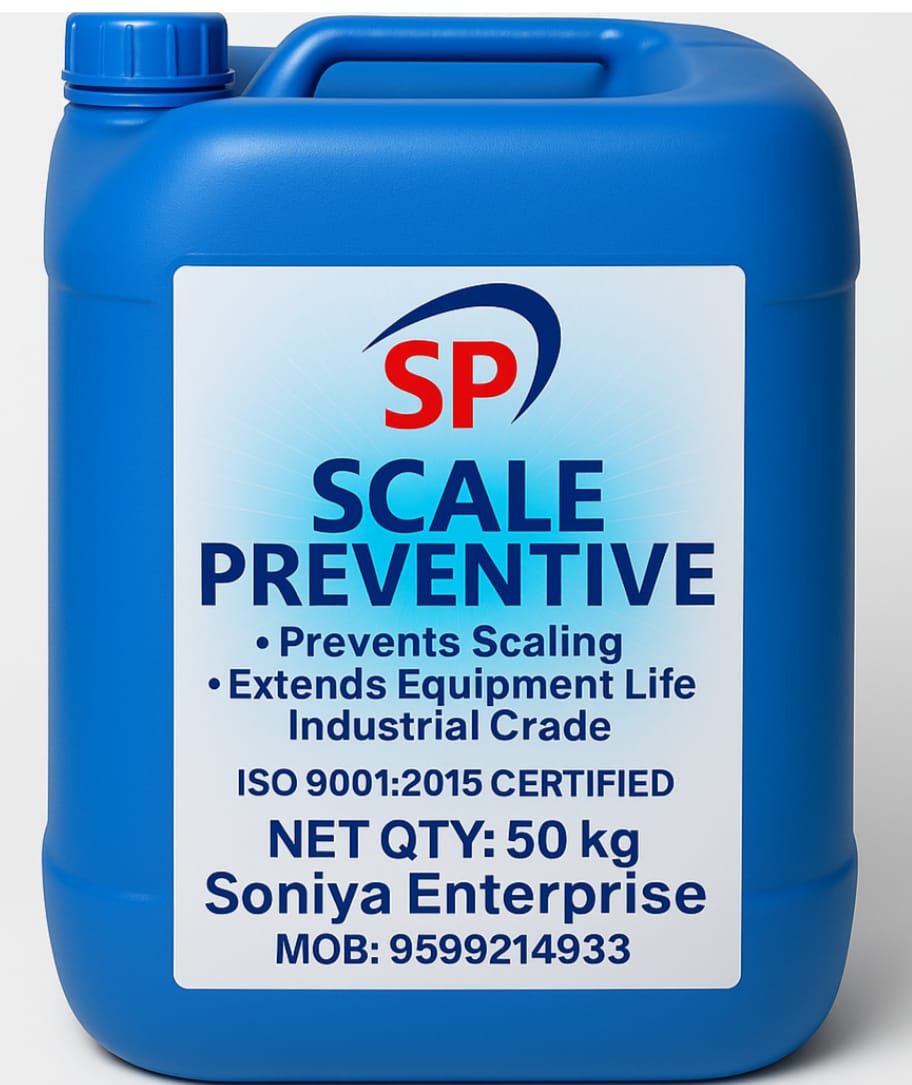 SP
SCALE
PREVENTIVE
• Prevents Scaling
• Extends Equipment Life
Industrial Crade
ISO 9001:2015 CERTIFIED
NET QTY: 50 kg
Soniya Enterprise
MOB: 9599214933